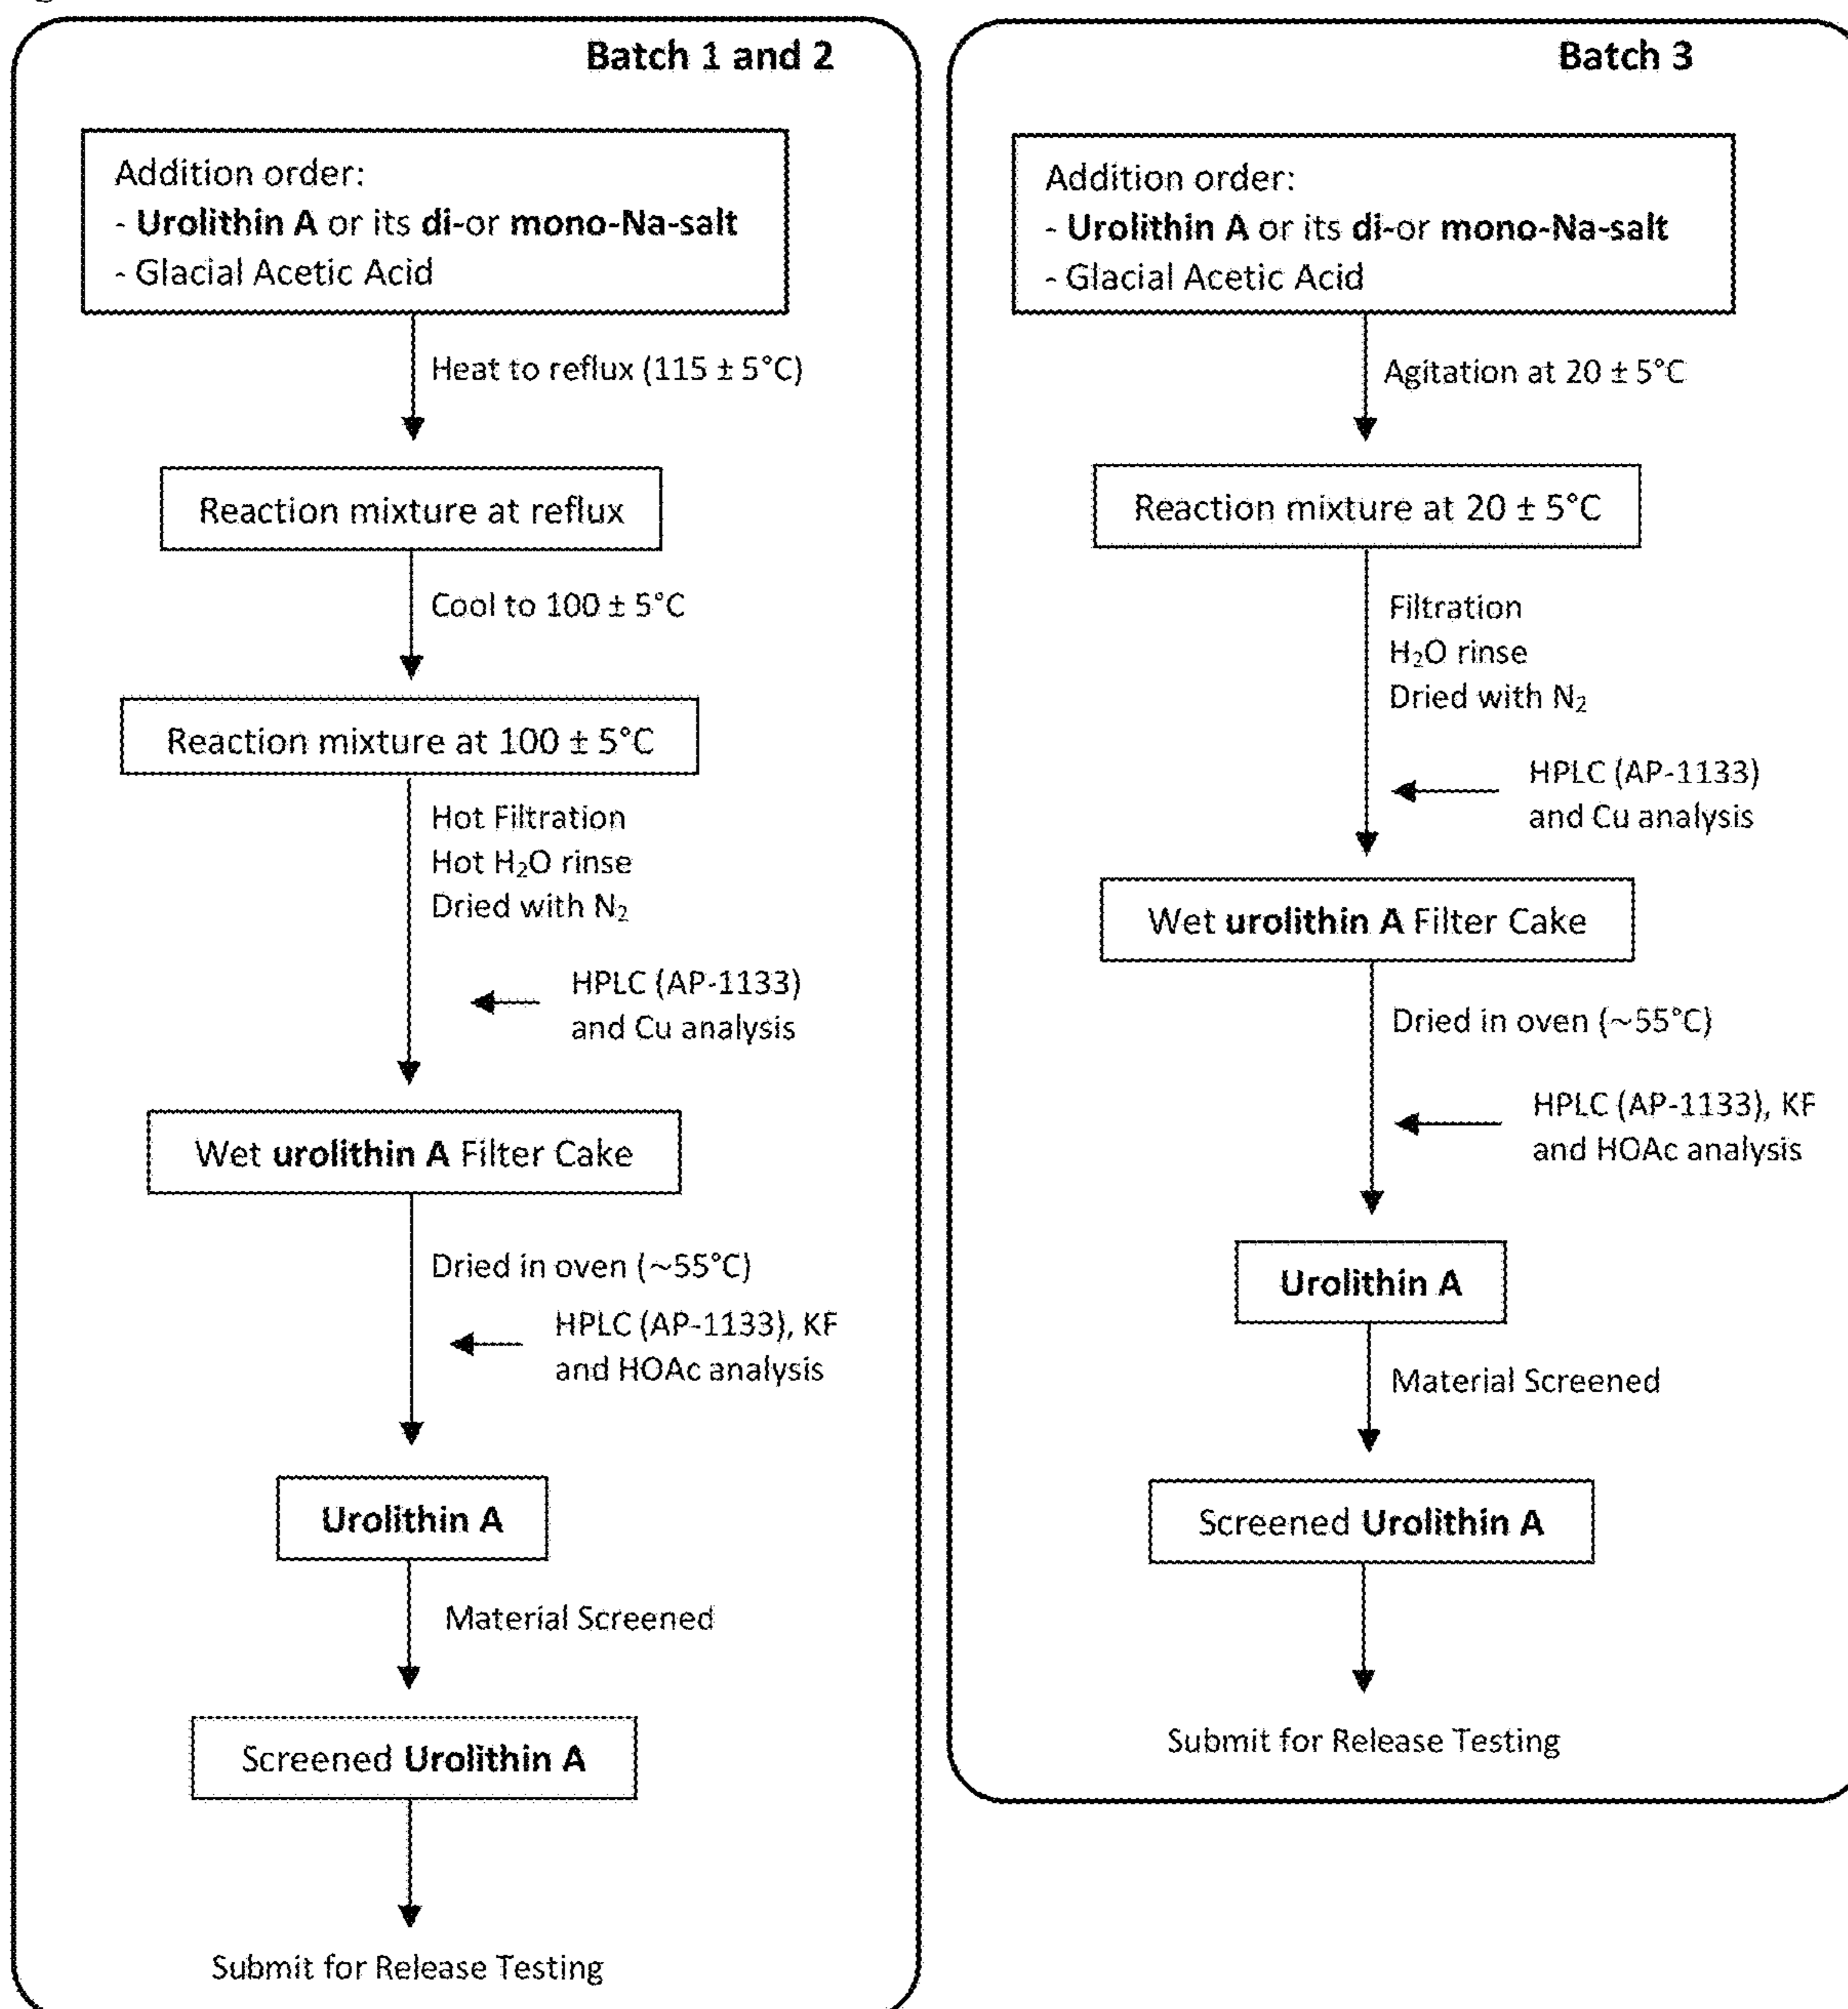 Batch 1 and 2
Addition order:
- Urolithin A or its di-or mono-Na-salt
- Glacial Acetic Acid
Heat to reflux (115 ± 5°C)
Reaction mixture at reflux
Cool to 100 ± 5°C
Reaction mixture at 100 ± 5°C
Hot Filtration
Hot H₂O rinse
Dried with N₂
HPLC (AP-1133)
and Cu analysis
Wet urolithin A Filter Cake
Dried in oven (~55°C)
HPLC (AP-1133), KF
and HOAc analysis
Urolithin A
Material Screened
Screened Urolithin A
Submit for Release Testing
Batch 3
Addition order:
- Urolithin A or its di-or mono-Na-salt
- Glacial Acetic Acid
Agitation at 20 ± 5°C
Reaction mixture at 20 ± 5°C
Filtration
H₂O rinse
Dried with N₂
HPLC (AP-1133)
and Cu analysis
Wet urolithin A Filter Cake
Dried in oven (~55°C)
HPLC (AP-1133), KF
and HOAc analysis
Urolithin A
Material Screened
Screened Urolithin A
Submit for Release Testing